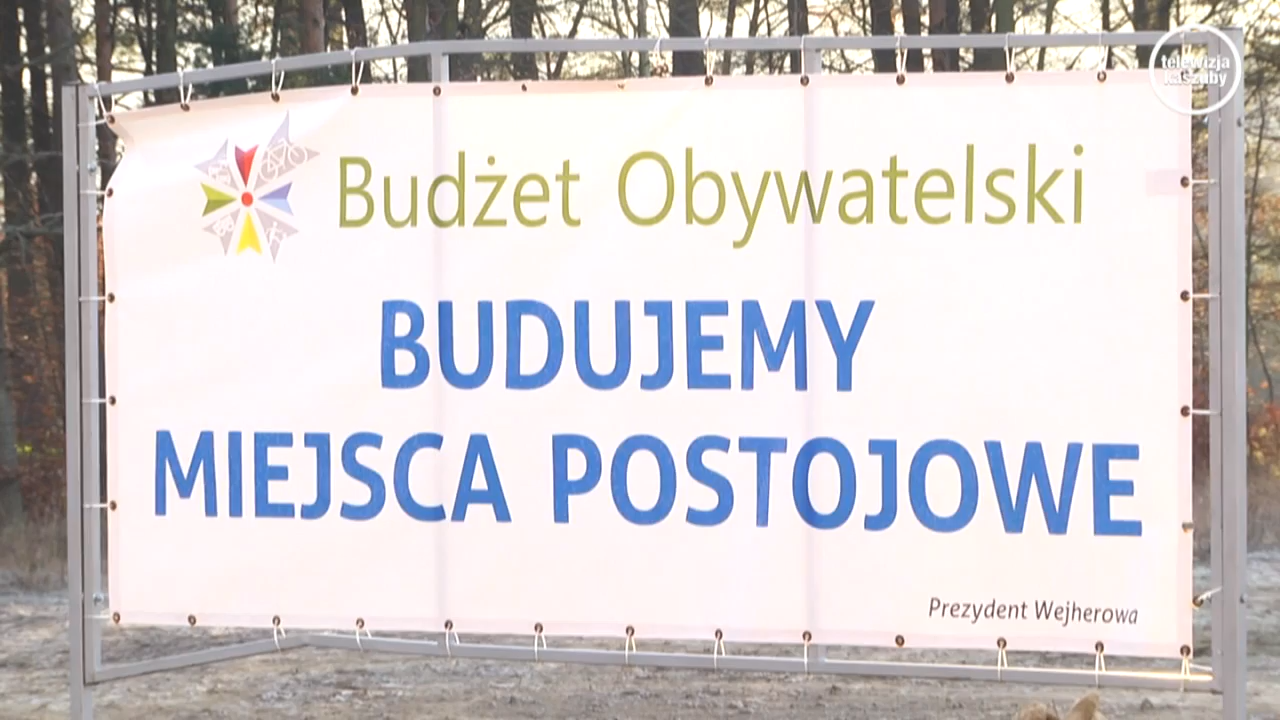 telewizja
kaszuby
Budżet Obywatelski
BUDUJEMY
MIEJSCA POSTOJOWE
Prezydent Wejherowa